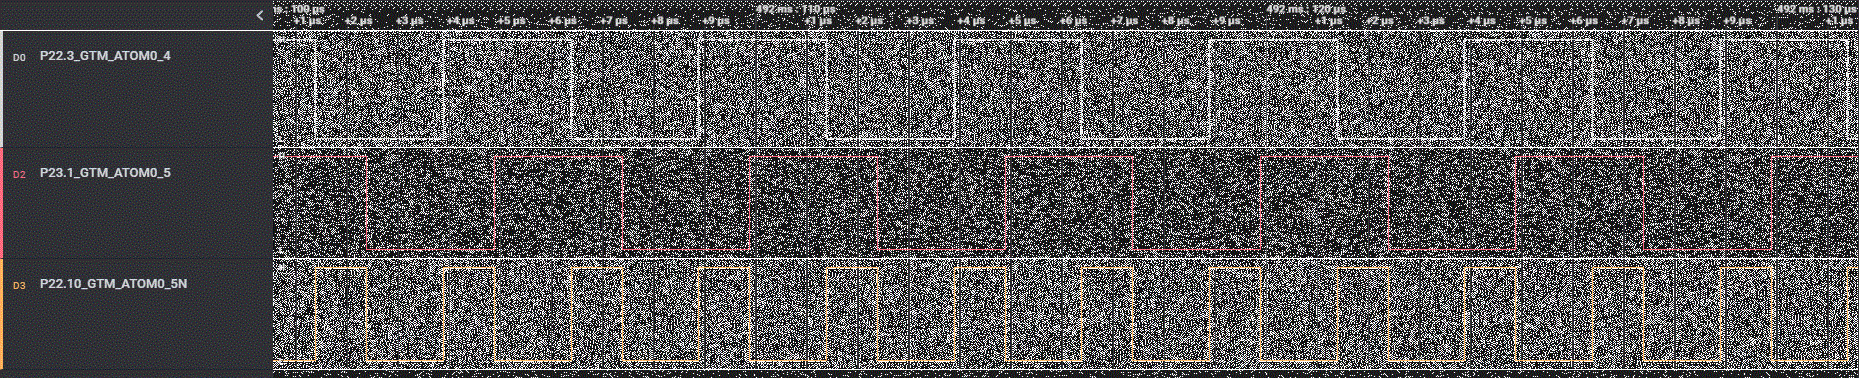 492 ms : 110 µs 492 ms : 120 µs 492 ms : 130 µs
+1 µs +2 µs +3 µs +4 µs +5 µs +6 µs +7 µs +8 µs +9 µs +1 µs +2 µs +3 µs +4 µs +5 µs +6 µs +7 µs +8 µs +9 µs +1 µs +2 µs +3 µs +4 µs +5 µs +6 µs +7 µs +8 µs +9 µs +1 µs
D0 P22.3_GTM_ATOM0_4
D2 P23.1_GTM_ATOM0_5
D3 P22.10_GTM_ATOM0_5N